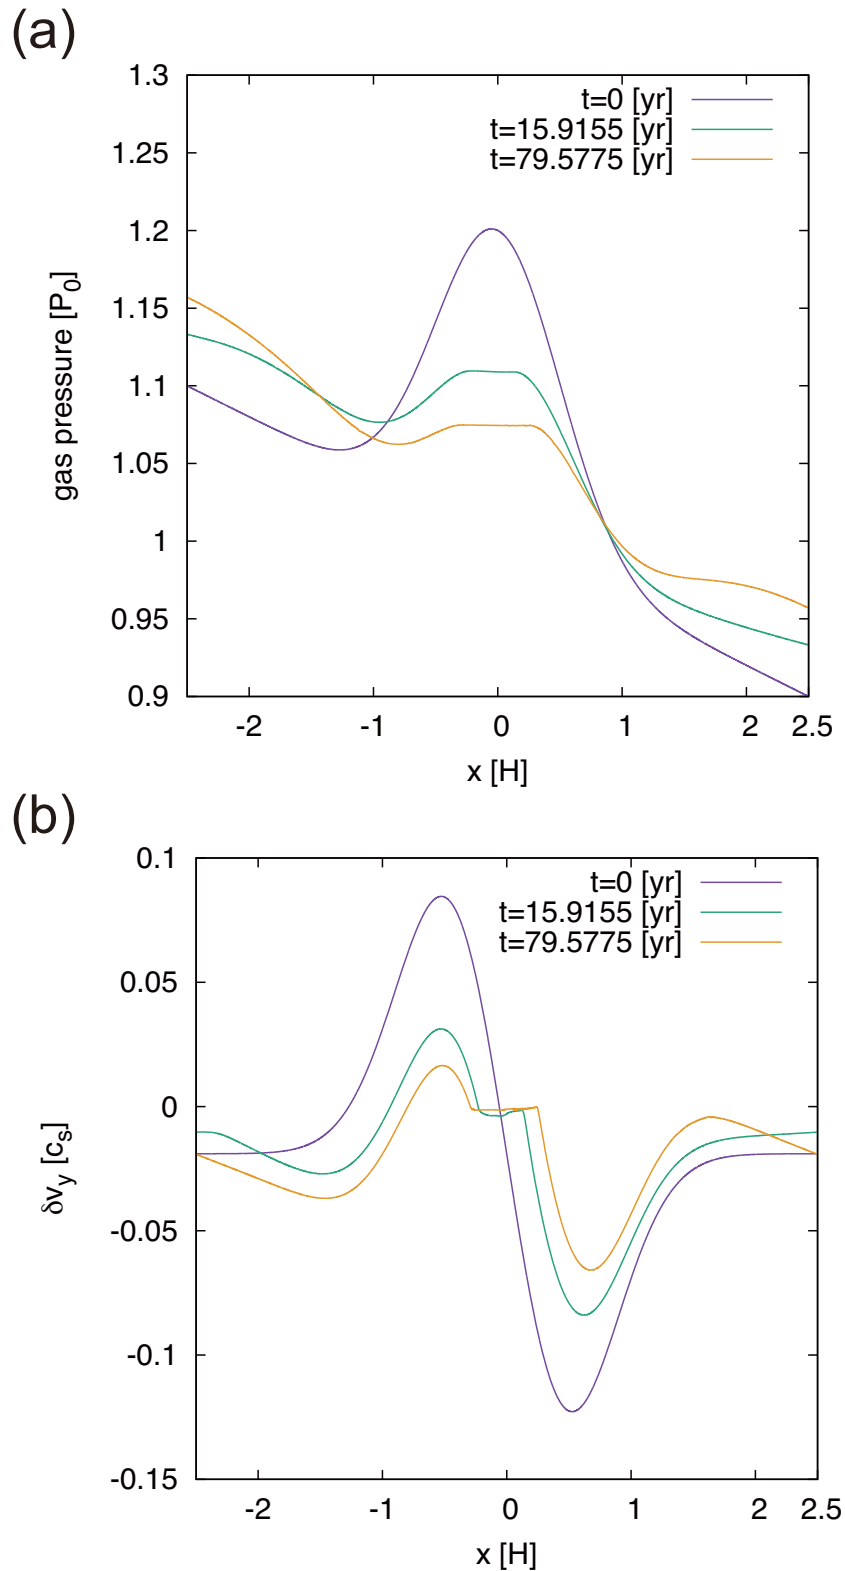 (a)
1.3
t=0 [yr]
t=15.9155 [yr]
t=79.5775 [yr]
1.25
1.2
1.15
1.1
1.05
1
0.95
0.9
gas pressure [P0]
-2 -1 0 1 2 2.5
x [H]
(b)
0.1
t=0 [yr]
t=15.9155 [yr]
t=79.5775 [yr]
0.05
0
-0.05
-0.1
-0.15
δvy [cs]
-2 -1 0 1 2 2.5
x [H]